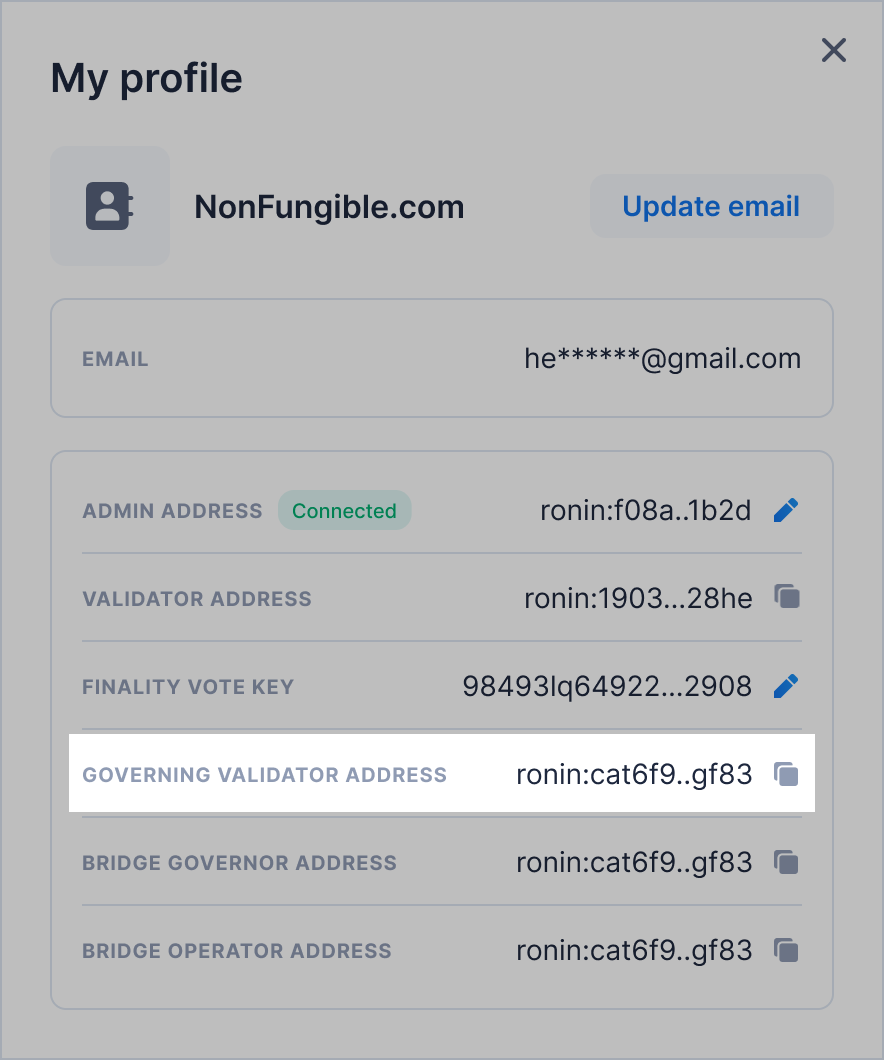 My profile
NonFungible.com
Update email
EMAIL
he******@gmail.com
ADMIN ADDRESS Connected ronin:f08a..1b2d
VALIDATOR ADDRESS ronin:1903...28he
FINALITY VOTE KEY 98493lq64922...2908
GOVERNING VALIDATOR ADDRESS ronin:cat6f9..gf83
BRIDGE GOVERNOR ADDRESS ronin:cat6f9..gf83
BRIDGE OPERATOR ADDRESS ronin:cat6f9..gf83